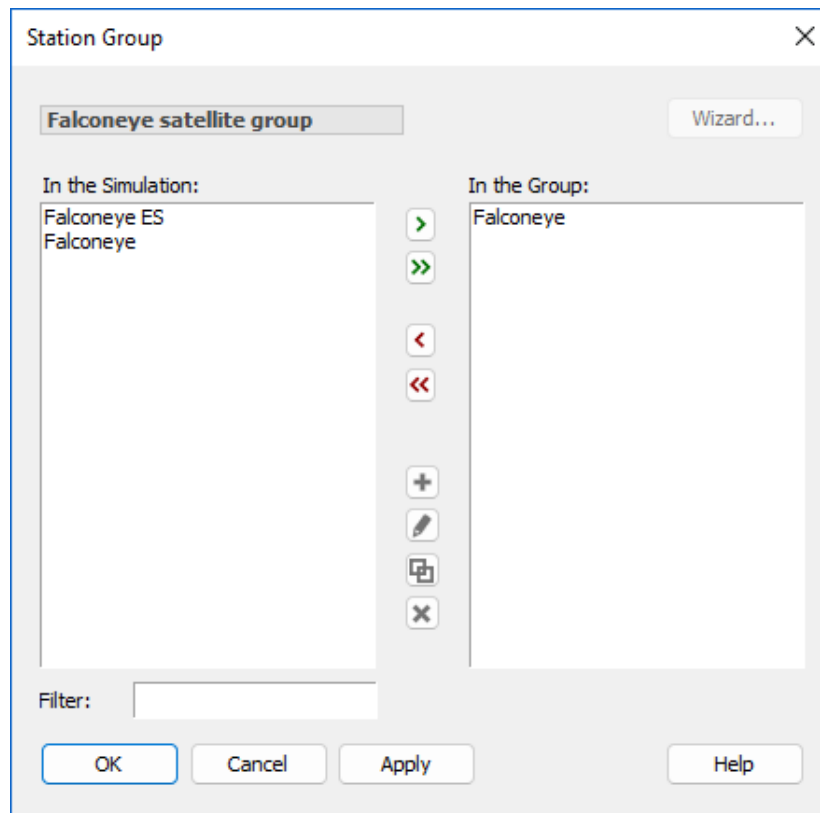 Station Group
Falconeye satellite group
Wizard...
In the Simulation:
In the Group:
Falconeye ES
Falconeye
Falconeye
Filter:
OK
Cancel
Apply
Help